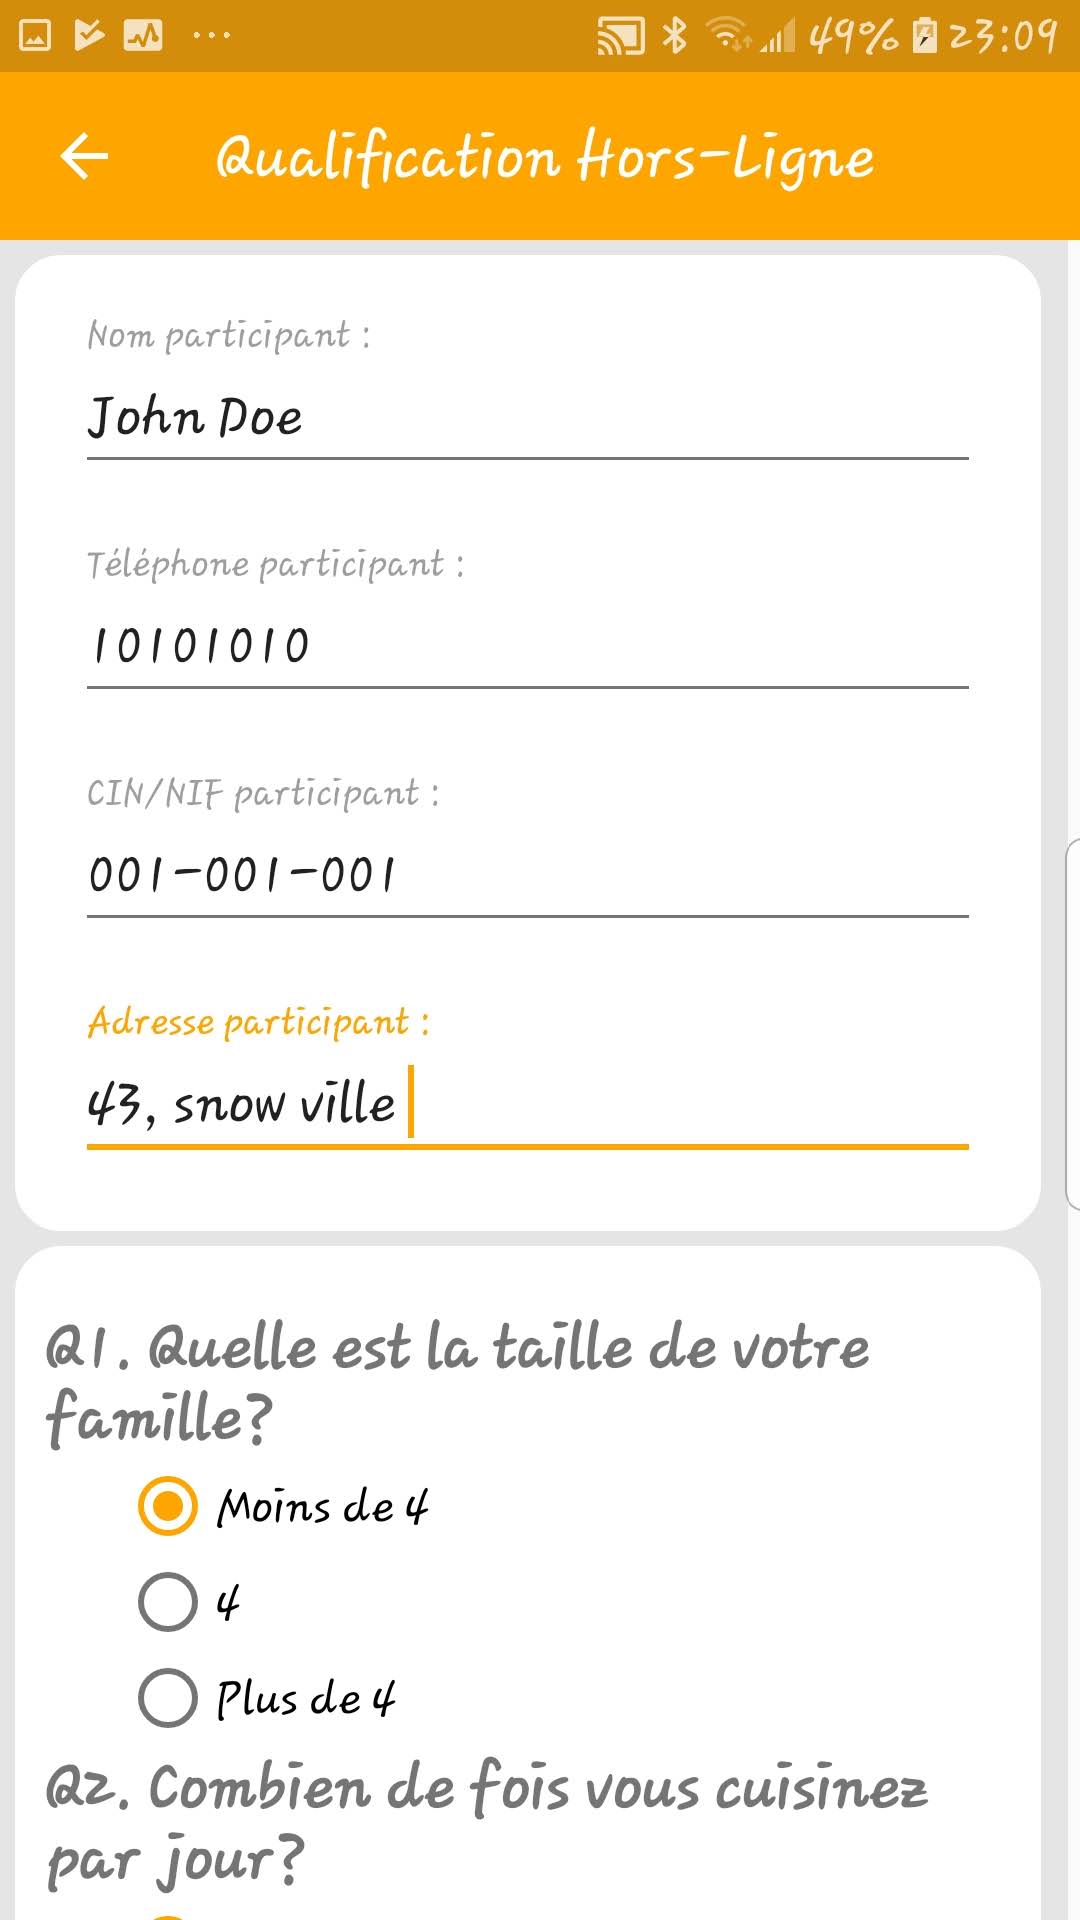 49% 23:09
Qualification Hors-Ligne
Nom participant :
John Doe
Téléphone participant :
10101010
CIN/NIF participant :
001-001-001
Adresse participant :
43, snow ville
Q1. Quelle est la taille de votre
famille?
Moins de 4
4
Plus de 4
Q2. Combien de fois vous cuisinez
par jour?